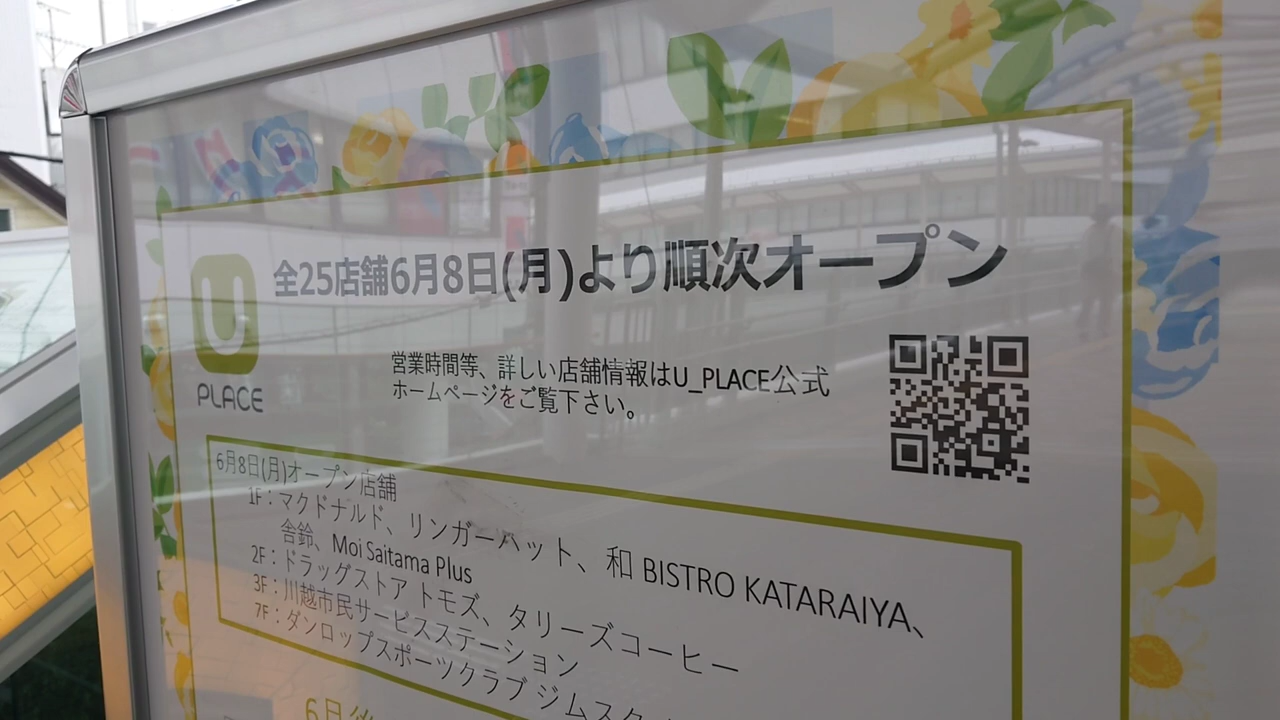 U
PLACE
全25店舗6月8日(月)より順次オープン
営業時間等、詳しい店舗情報はU_PLACE公式
ホームページをご覧下さい。
6月8日(月)オープン店舗
1F：マクドナルド、リンガーハット、和 BISTRO KATARAIYA、
舎鈴、Moi Saitama Plus
2F：ドラッグストア トモズ、タリーズコーヒー
3F：川越市民サービスステーション
7F：ダンロップスポーツクラブ ジムスタ
6月